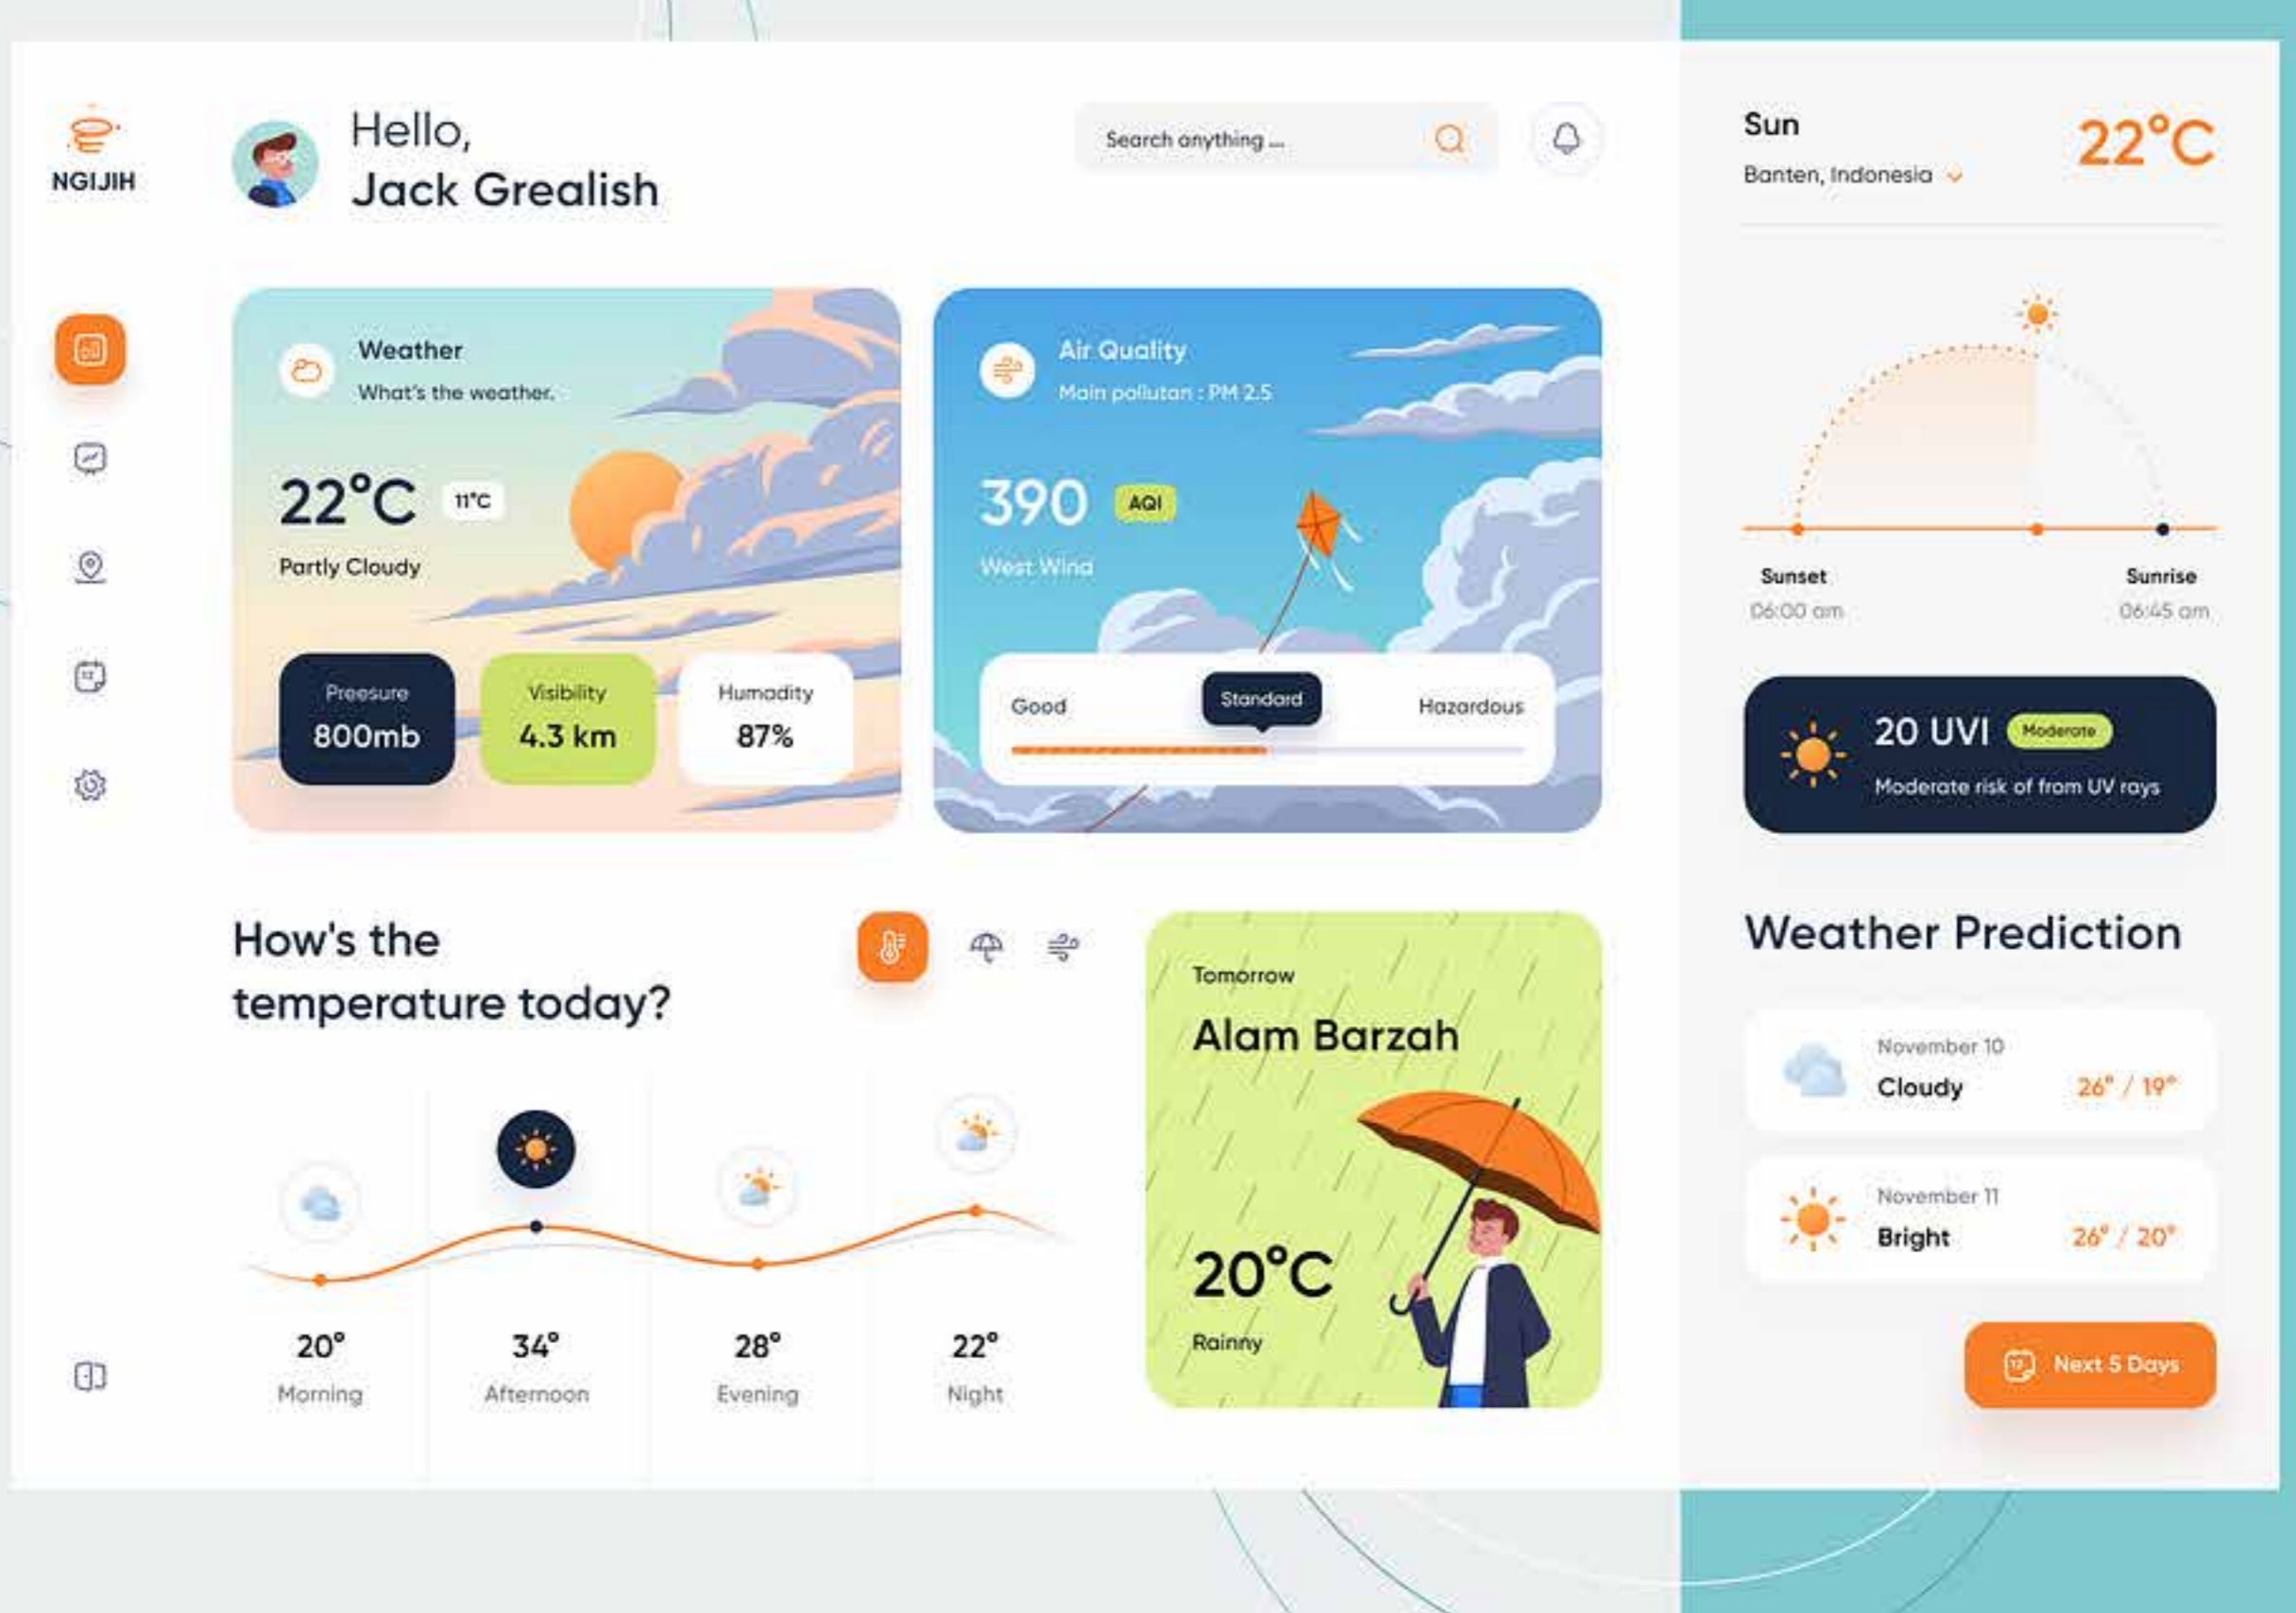 NGIJIH
Hello,
Jack Grealish
Search anything ...
Weather
What's the weather.
22°C
11°C
Partly Cloudy
Preesure
800mb
Visibility
4.3 km
Humadity
87%
Air Quality
Main pollutan : PM 2.5
390
AQI
West Wind
Good
Standard
Hazardous
How's the
temperature today?
20°
Morning
34°
Afternoon
28°
Evening
22°
Night
Tomorrow
Alam Barzah
20°C
Rainny
Sun
Banten, Indonesia
22°C
Sunset
06:00 am
Sunrise
06:45 am
20 UVI
Moderate
Moderate risk of from UV rays
Weather Prediction
November 10
Cloudy
26° / 19°
November 11
Bright
26° / 20°
Next 5 Days